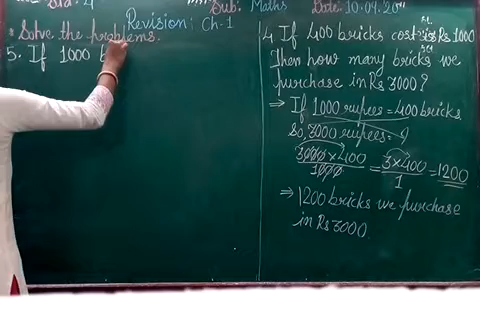 Std: 4 Sub: Maths Date: 10.04.20
Revision: Ch-1
Solve the problems.
5. If 1000 b
4 If 400 bricks cost Rs 1000
Then how many bricks we
purchase in Rs 3000?
⇒ If 1000 rupees = 400 bricks
So, 3000 rupees = ?
3000 × 400 / 1000 = 3 × 400 / 1 = 1200
⇒ 1200 bricks we purchase
in Rs 3000.